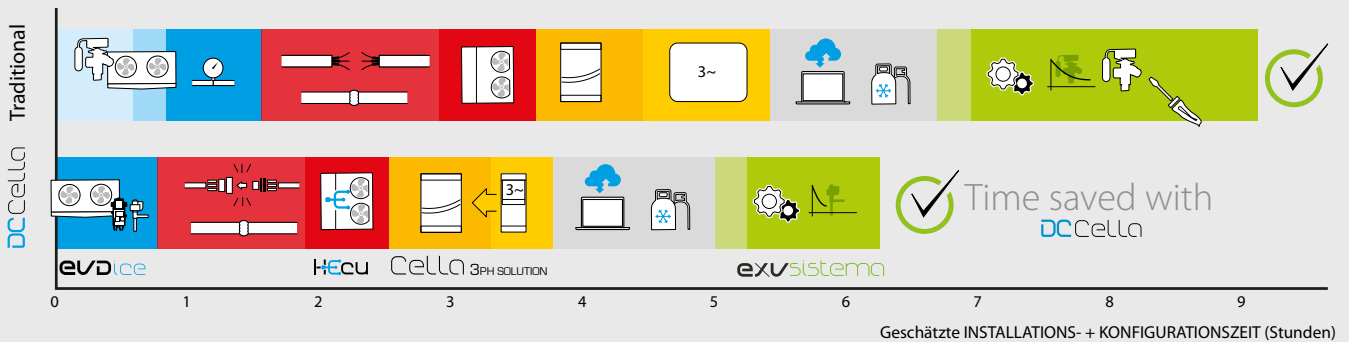 Traditional
3~
DCCella
3~
Time saved with
DCCella
evDice
HECU
Cella 3PH SOLUTION
exvsistema
0 1 2 3 4 5 6 7 8 9
Geschätzte INSTALLATIONS- + KONFIGURATIONSZEIT (Stunden)